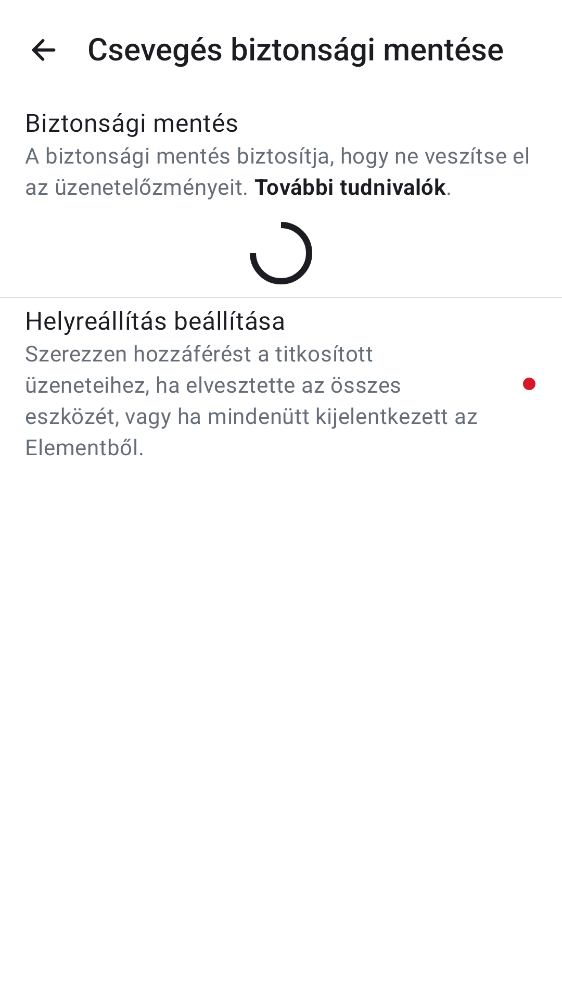 Csevegés biztonsági mentése
Biztonsági mentés
A biztonsági mentés biztosítja, hogy ne veszítse el
az üzenetelőzményeit. További tudnivalók.
Helyreállítás beállítása
Szerezzen hozzáférést a titkosított
üzeneteihez, ha elvesztette az összes
eszközét, vagy ha mindenütt kijelentkezett az
Elementből.